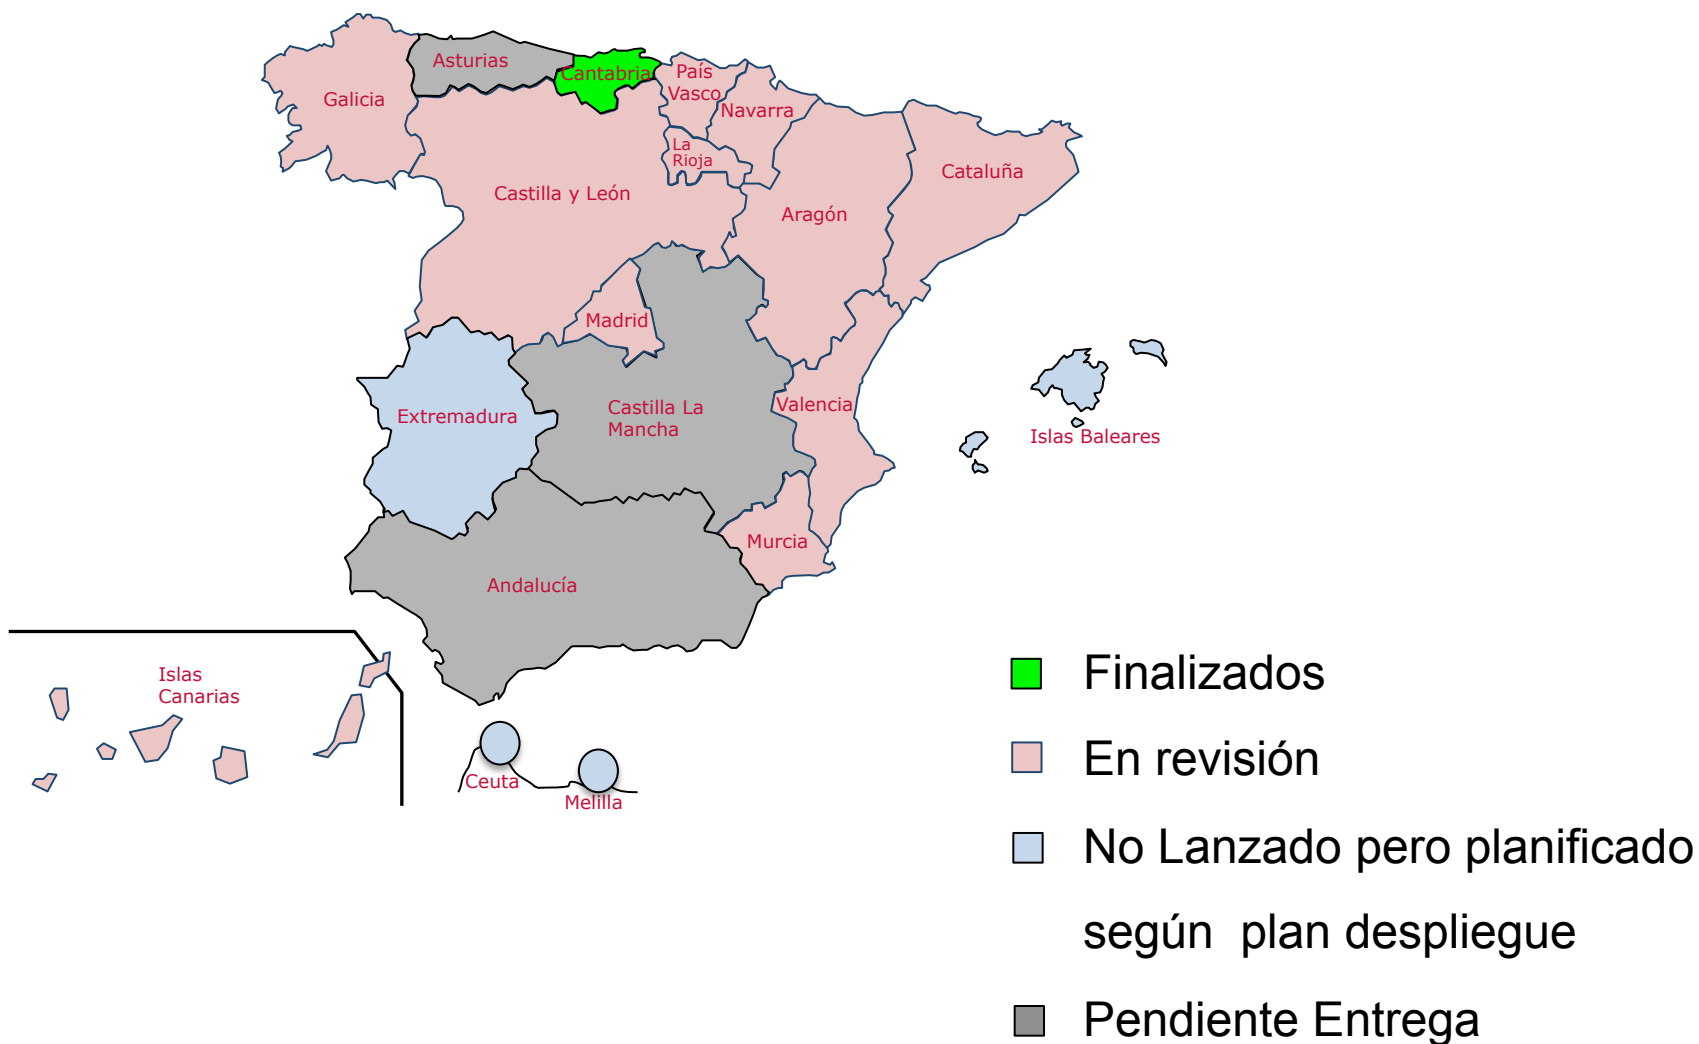 Asturias
Cantabria
País
Vasco
Galicia
Navarra
La
Rioja
Cataluña
Castilla y León
Aragón
Madrid
Extremadura
Castilla La
Mancha
Valencia
Islas Baleares
Murcia
Andalucía
Islas
Canarias
Ceuta
Melilla
Finalizados
En revisión
No Lanzado pero planificado
según  plan despliegue
Pendiente Entrega